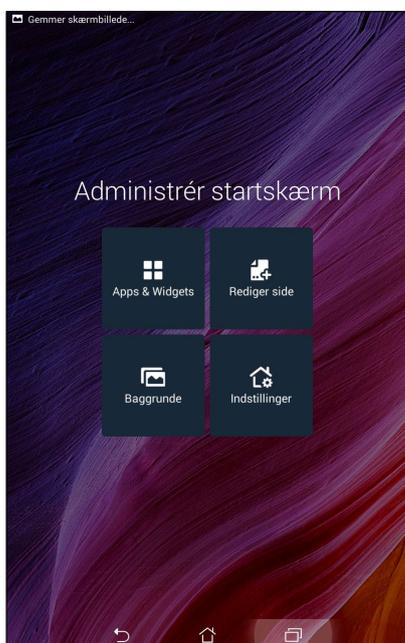 Gemmer skærmbillede...
Administrér startskærm
Apps & Widgets
Rediger side
Baggrunde
Indstillinger